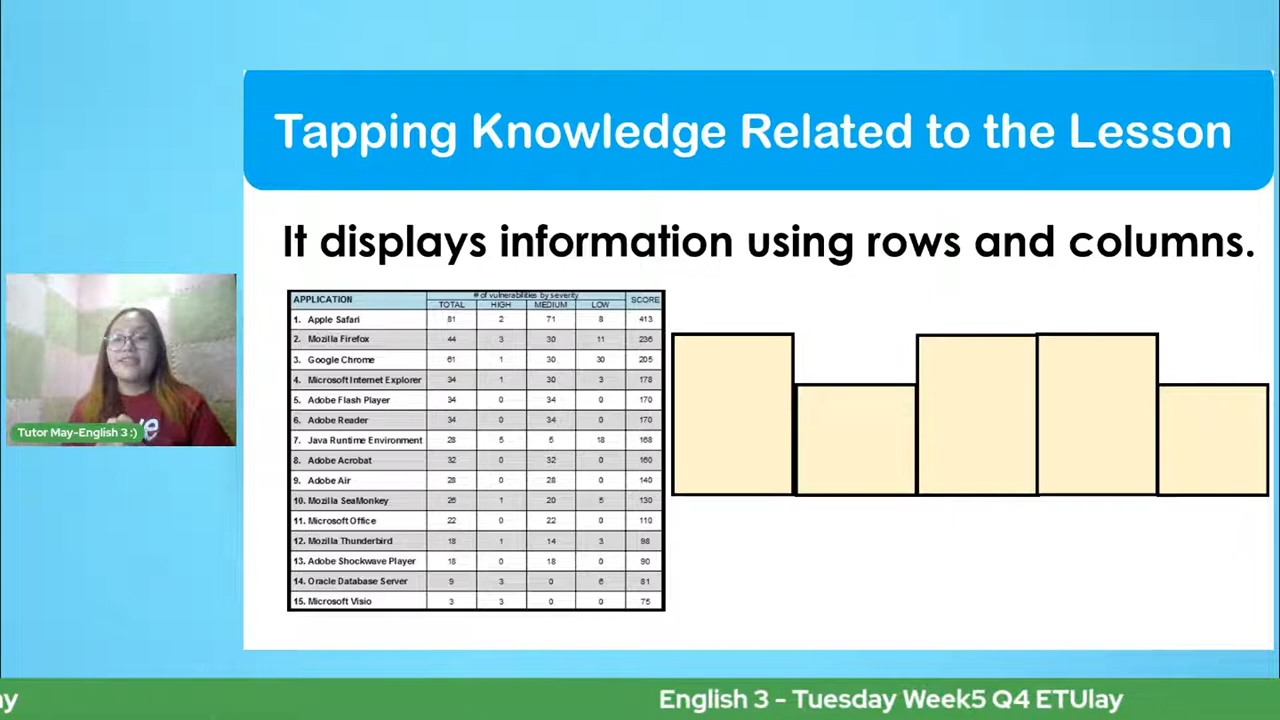 Tapping Knowledge Related to the Lesson
It displays information using rows and columns.
APPLICATION # of vulnerabilities by severity SCORE
TOTAL HIGH MEDIUM LOW
1. Apple Safari 81 2 71 8 413
2. Mozilla Firefox 44 3 30 11 236
3. Google Chrome 61 1 30 30 205
4. Microsoft Internet Explorer 34 1 30 3 178
5. Adobe Flash Player 34 0 34 0 170
6. Adobe Reader 34 0 34 0 170
7. Java Runtime Environment 28 5 5 18 168
8. Adobe Acrobat 32 0 32 0 160
9. Adobe Air 28 0 28 0 140
10. Mozilla SeaMonkey 26 1 20 5 130
11. Microsoft Office 22 0 22 0 110
12. Mozilla Thunderbird 18 1 14 3 98
13. Adobe Shockwave Player 18 0 18 0 90
14. Oracle Database Server 9 3 0 6 81
15. Microsoft Visio 3 3 0 0 75
Tutor May-English 3 :)
English 3 - Tuesday Week5 Q4 ETUlay